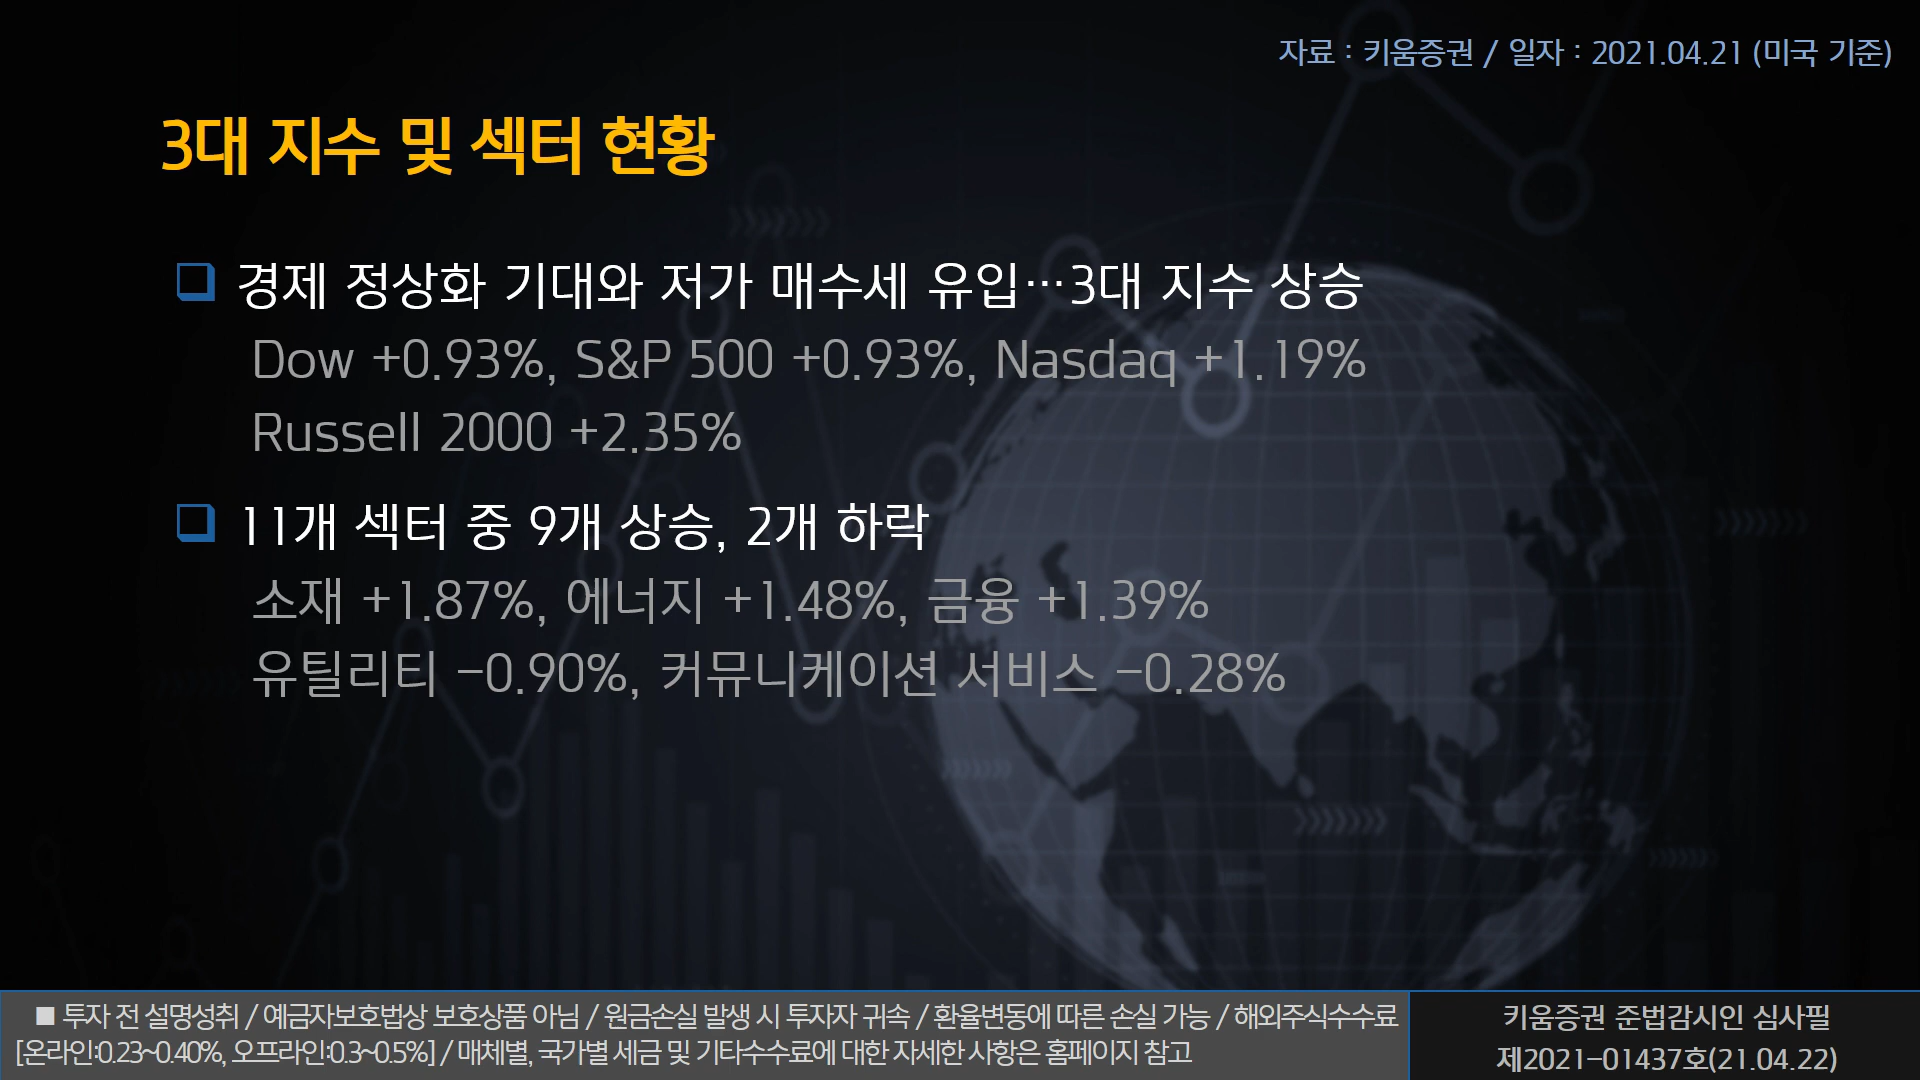 자료 : 키움증권 / 일자 : 2021.04.21 (미국 기준)
3대 지수 및 섹터 현황
❑ 경제 정상화 기대와 저가 매수세 유입…3대 지수 상승
Dow +0.93%, S&P 500 +0.93%, Nasdaq +1.19%
Russell 2000 +2.35%
❑ 11개 섹터 중 9개 상승, 2개 하락
소재 +1.87%, 에너지 +1.48%, 금융 +1.39%
유틸리티 -0.90%, 커뮤니케이션 서비스 -0.28%
■ 투자 전 설명성취 / 예금자보호법상 보호상품 아님 / 원금손실 발생 시 투자자 귀속 / 환율변동에 따른 손실 가능 / 해외주식수수료
[온라인:0.23~0.40%, 오프라인:0.3~0.5%] / 매체별, 국가별 세금 및 기타수수료에 대한 자세한 사항은 홈페이지 참고
키움증권 준법감시인 심사필
제2021-01437호(21.04.22)